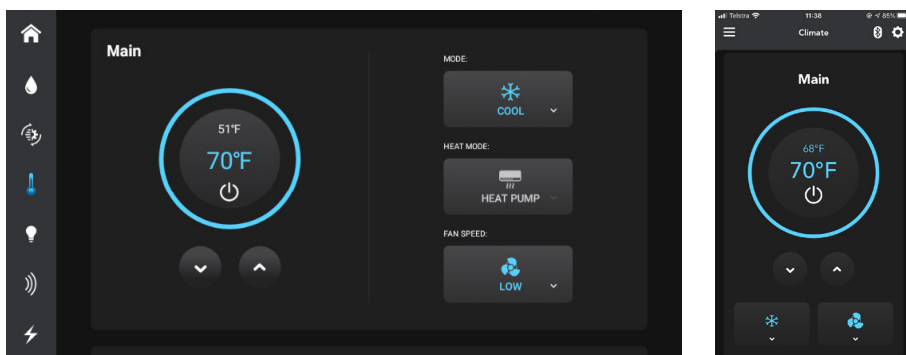 Main
51°F
70°F
MODE:
COOL
HEAT MODE:
HEAT PUMP
FAN SPEED:
LOW
Telstra
11:38
85%
Climate
Main
68°F
70°F